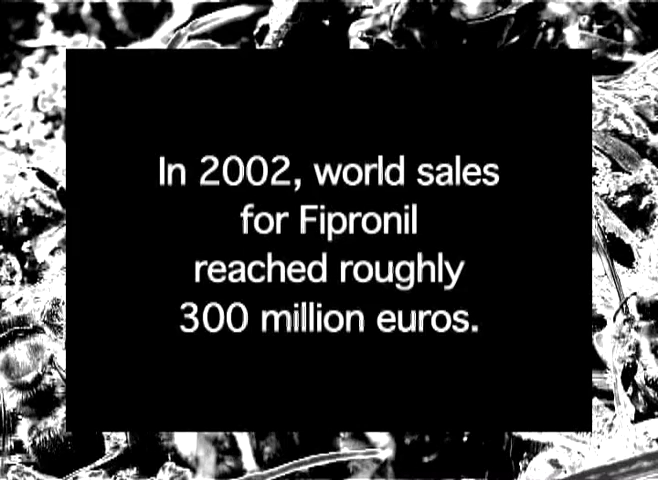 In 2002, world sales
for Fipronil
reached roughly
300 million euros.